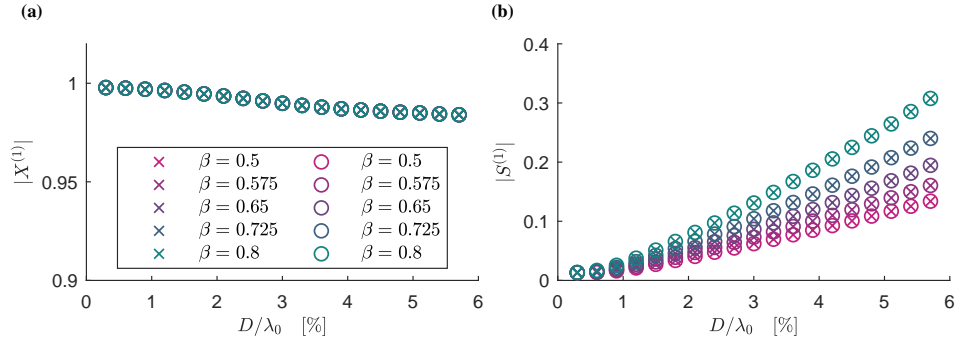 (a)
1
0.95
0.9
|X^{(1)}|
β = 0.5 β = 0.5
β = 0.575 β = 0.575
β = 0.65 β = 0.65
β = 0.725 β = 0.725
β = 0.8 β = 0.8
0 1 2 3 4 5 6
D/λ₀ [%]
(b)
0.4
0.3
0.2
0.1
0
|S^{(1)}|
0 1 2 3 4 5 6
D/λ₀ [%]